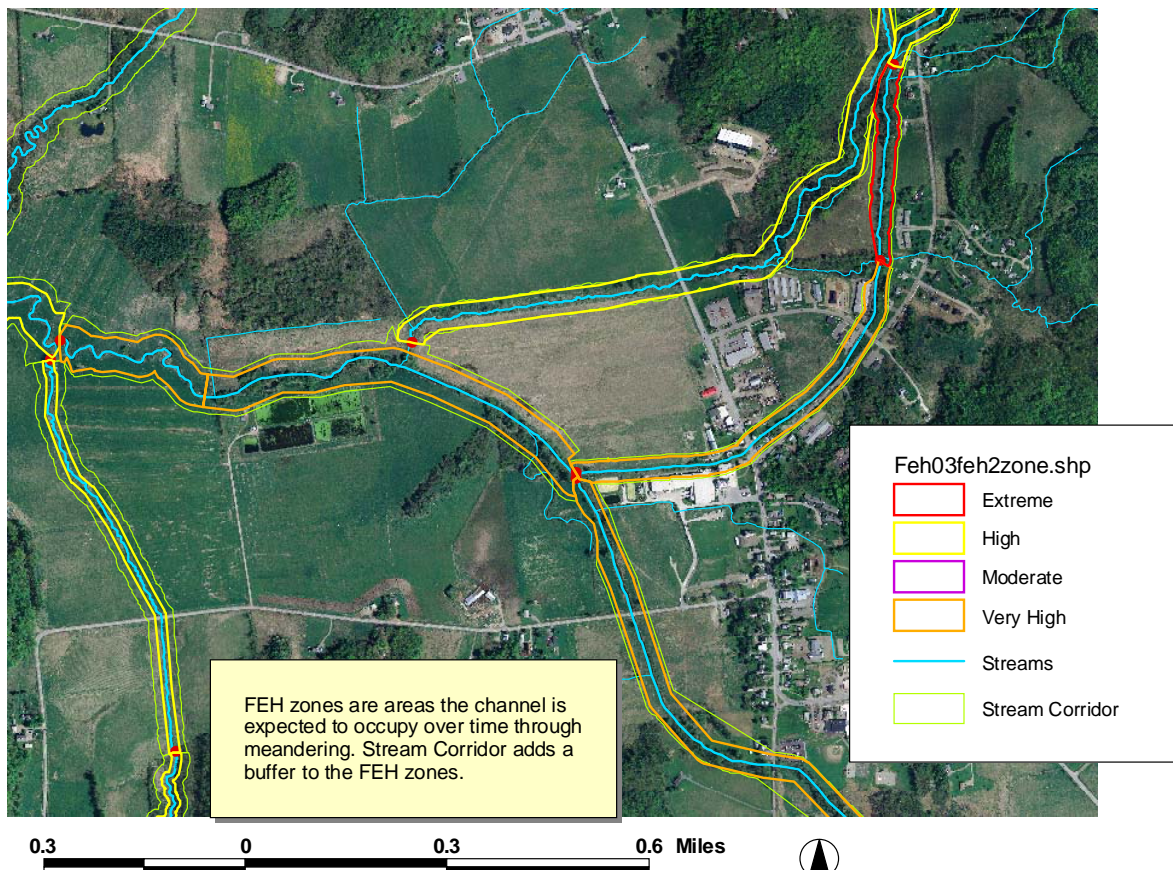 Feh03feh2zone.shp
Extreme
High
Moderate
Very High
Streams
Stream Corridor
FEH zones are areas the channel is
expected to occupy over time through
meandering. Stream Corridor adds a
buffer to the FEH zones.
0.3 0 0.3 0.6 Miles